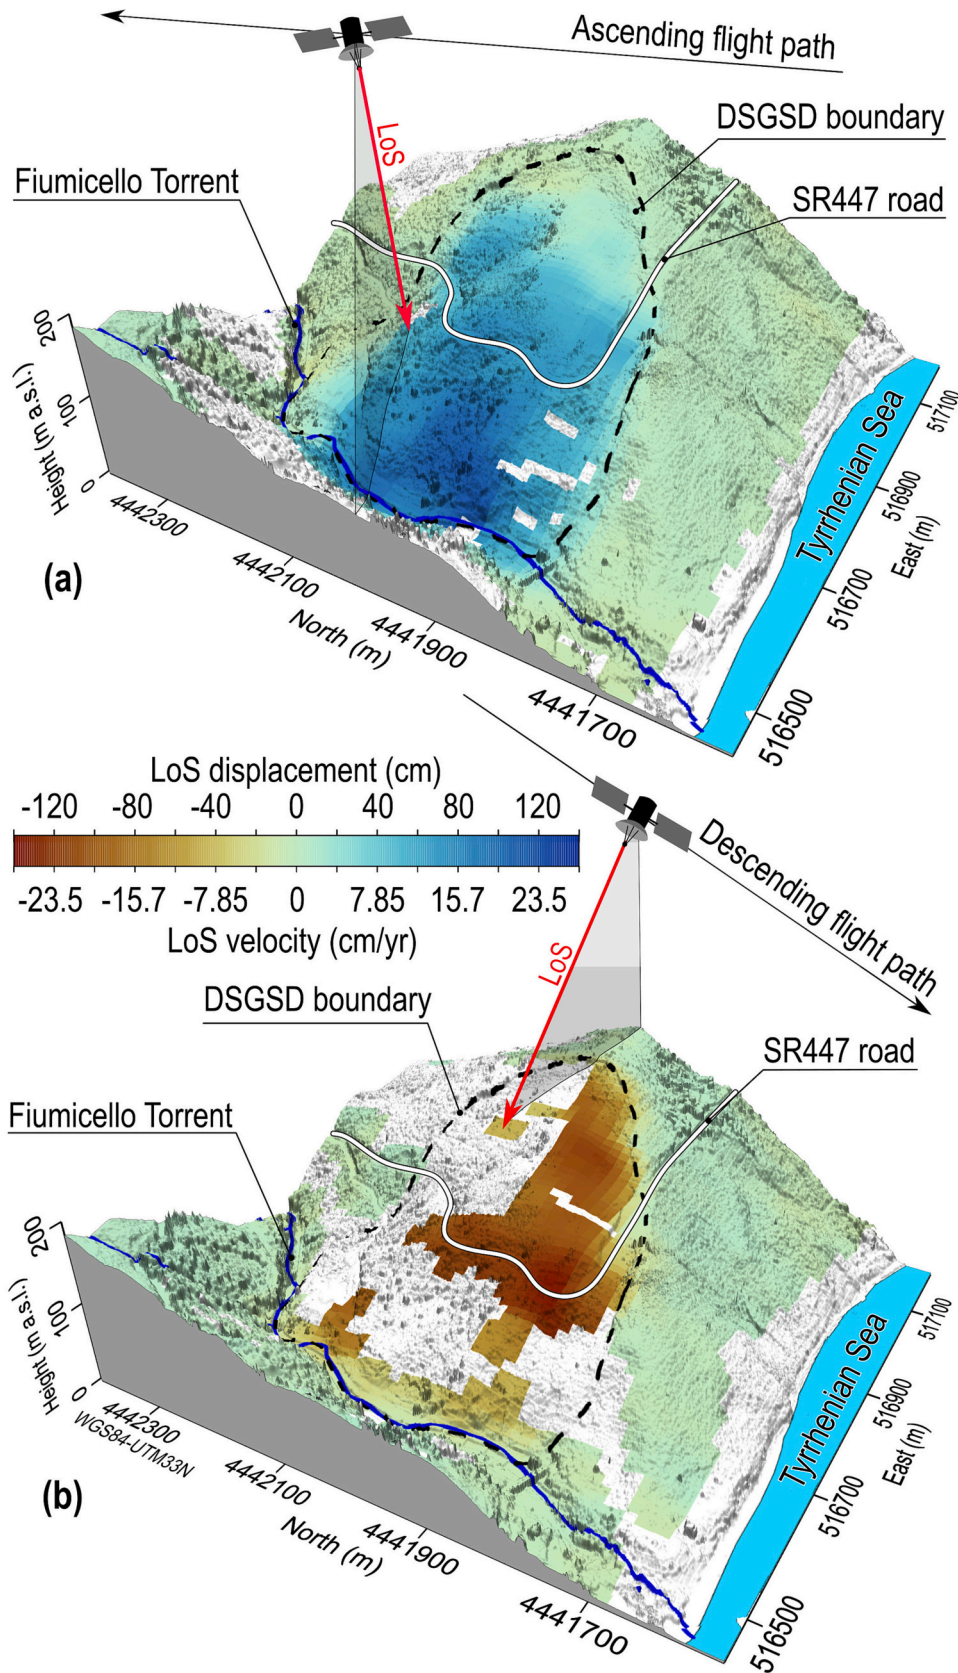 Ascending flight path
LoS
DSGSD boundary
Fiumicello Torrent
SR447 road
200
100
0
Height (m a.s.l.)
4442300
4442100
4441900
4441700
North (m)
517100
516900
516700
516500
East (m)
Tyrrhenian Sea
(a)
LoS displacement (cm)
-120 -80 -40 0 40 80 120
-23.5 -15.7 -7.85 0 7.85 15.7 23.5
LoS velocity (cm/yr)
Descending flight path
LoS
DSGSD boundary
SR447 road
Fiumicello Torrent
200
100
0
Height (m a.s.l.)
4442300
WGS84-UTM33N
4442100
4441900
4441700
North (m)
517100
516900
516700
516500
East (m)
Tyrrhenian Sea
(b)